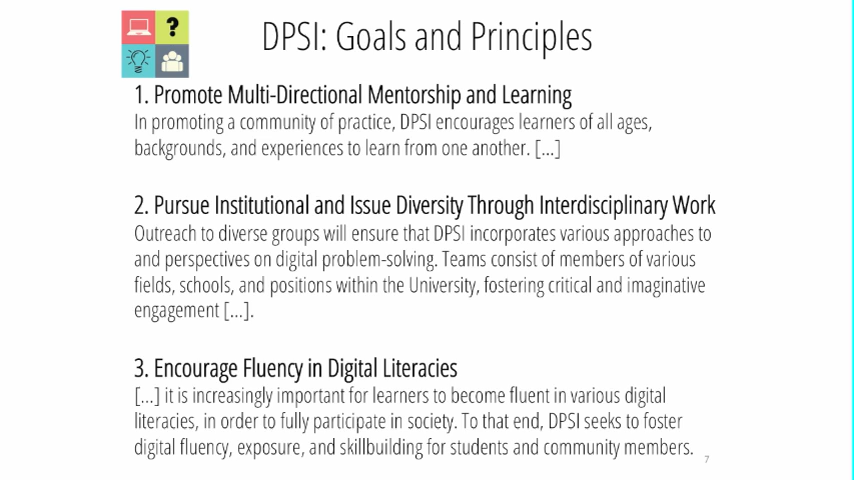 ?
DPSI: Goals and Principles
1. Promote Multi-Directional Mentorship and Learning
In promoting a community of practice, DPSI encourages learners of all ages,
backgrounds, and experiences to learn from one another. [...]
2. Pursue Institutional and Issue Diversity Through Interdisciplinary Work
Outreach to diverse groups will ensure that DPSI incorporates various approaches to
and perspectives on digital problem-solving. Teams consist of members of various
fields, schools, and positions within the University, fostering critical and imaginative
engagement [...].
3. Encourage Fluency in Digital Literacies
[...] it is increasingly important for learners to become fluent in various digital
literacies, in order to fully participate in society. To that end, DPSI seeks to foster
digital fluency, exposure, and skillbuilding for students and community members.
7